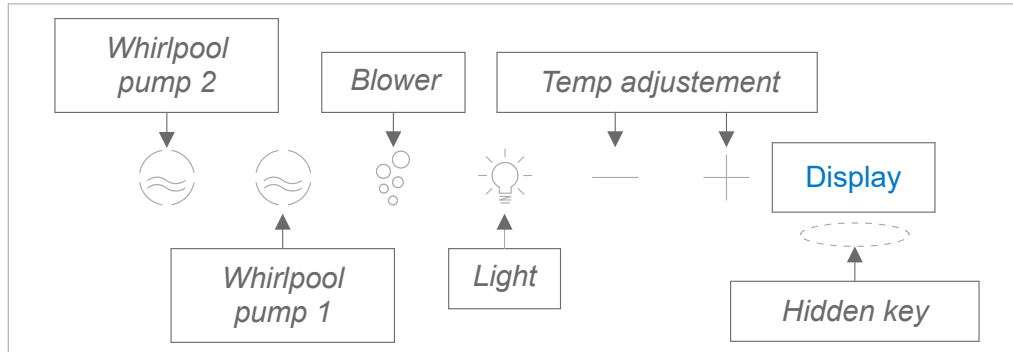 Whirlpool
pump 2
Blower
Temp adjustement
Display
Whirlpool
pump 1
Light
Hidden key